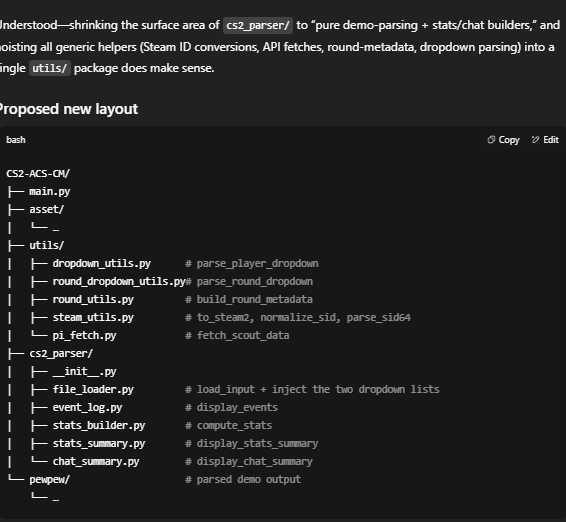 Understood—shrinking the surface area of cs2_parser/ to “pure demo-parsing + stats/chat builders,” and
hoisting all generic helpers (Steam ID conversions, API fetches, round-metadata, dropdown parsing) into a
single utils/ package does make sense.
Proposed new layout
bash
Copy
Edit
CS2-ACS-CM/
├── main.py
├── asset/
│   └── …
├── utils/
│   ├── dropdown_utils.py      # parse_player_dropdown
│   ├── round_dropdown_utils.py# parse_round_dropdown
│   ├── round_utils.py         # build_round_metadata
│   ├── steam_utils.py         # to_steam2, normalize_sid, parse_sid64
│   └── pi_fetch.py            # fetch_scout_data
├── cs2_parser/
│   ├── __init__.py
│   ├── file_loader.py         # load_input + inject the two dropdown lists
│   ├── event_log.py           # display_events
│   ├── stats_builder.py       # compute_stats
│   ├── stats_summary.py       # display_stats_summary
│   └── chat_summary.py        # display_chat_summary
└── pewpew/                    # parsed demo output
    └── …